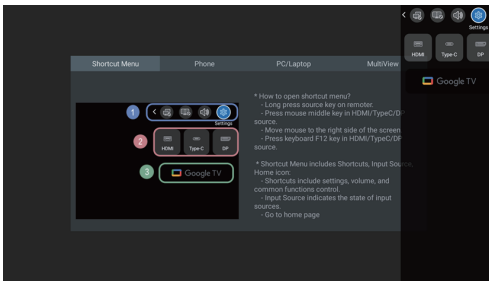 Settings
HDMI Type-C DP
Google TV
Shortcut Menu Phone PC/Laptop MultiView
1
Settings
2
HDMI Type-C DP
3
Google TV
* How to open shortcut menu?
- Long press source key on remoter.
- Press mouse middle key in HDMI/TypeC/DP
source.
- Move mouse to the right side of the screen
- Press keyboard F12 key in HDMI/TypeC/DP
source.
* Shortcut Menu includes Shortcuts, Input Source,
Home icon:
- Shortcuts include settings, volume, and
common functions control.
- Input Source indicates the state of input
sources.
- Go to home page